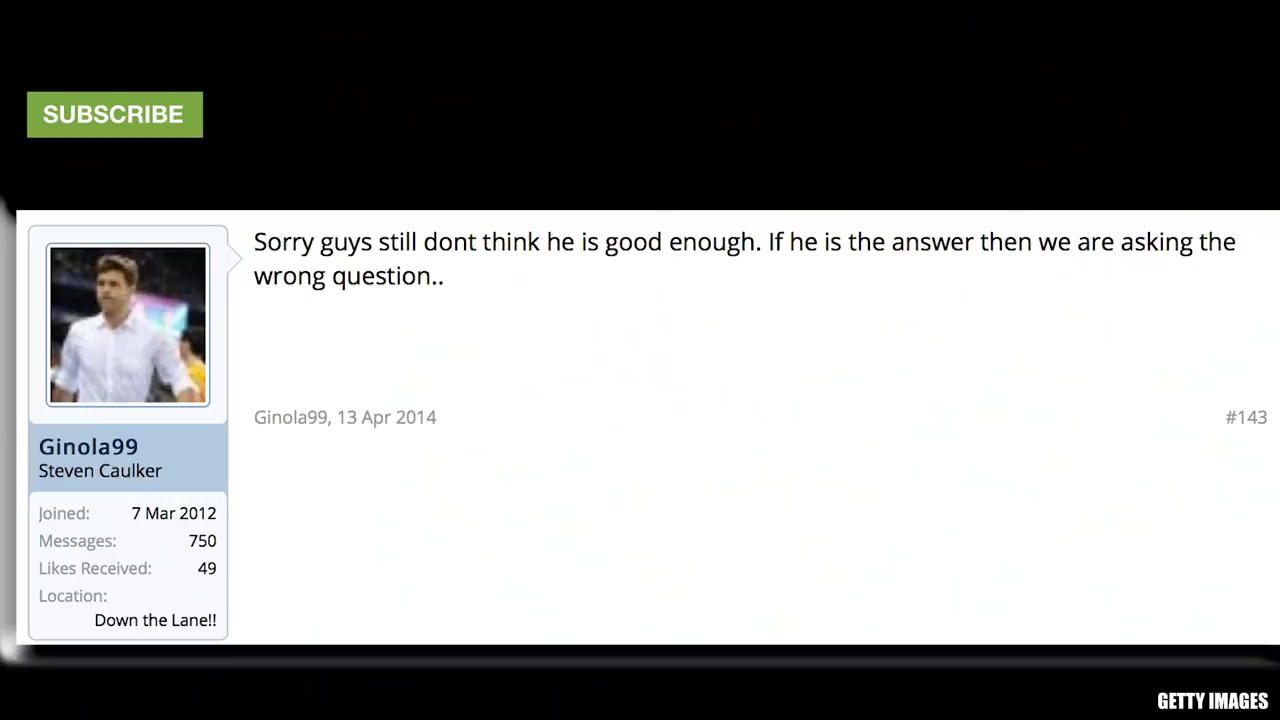 SUBSCRIBE
Sorry guys still dont think he is good enough. If he is the answer then we are asking the
wrong question..
Ginola99, 13 Apr 2014
#143
Ginola99
Steven Caulker
Joined: 7 Mar 2012
Messages: 750
Likes Received: 49
Location:
Down the Lane!!
GETTY IMAGES